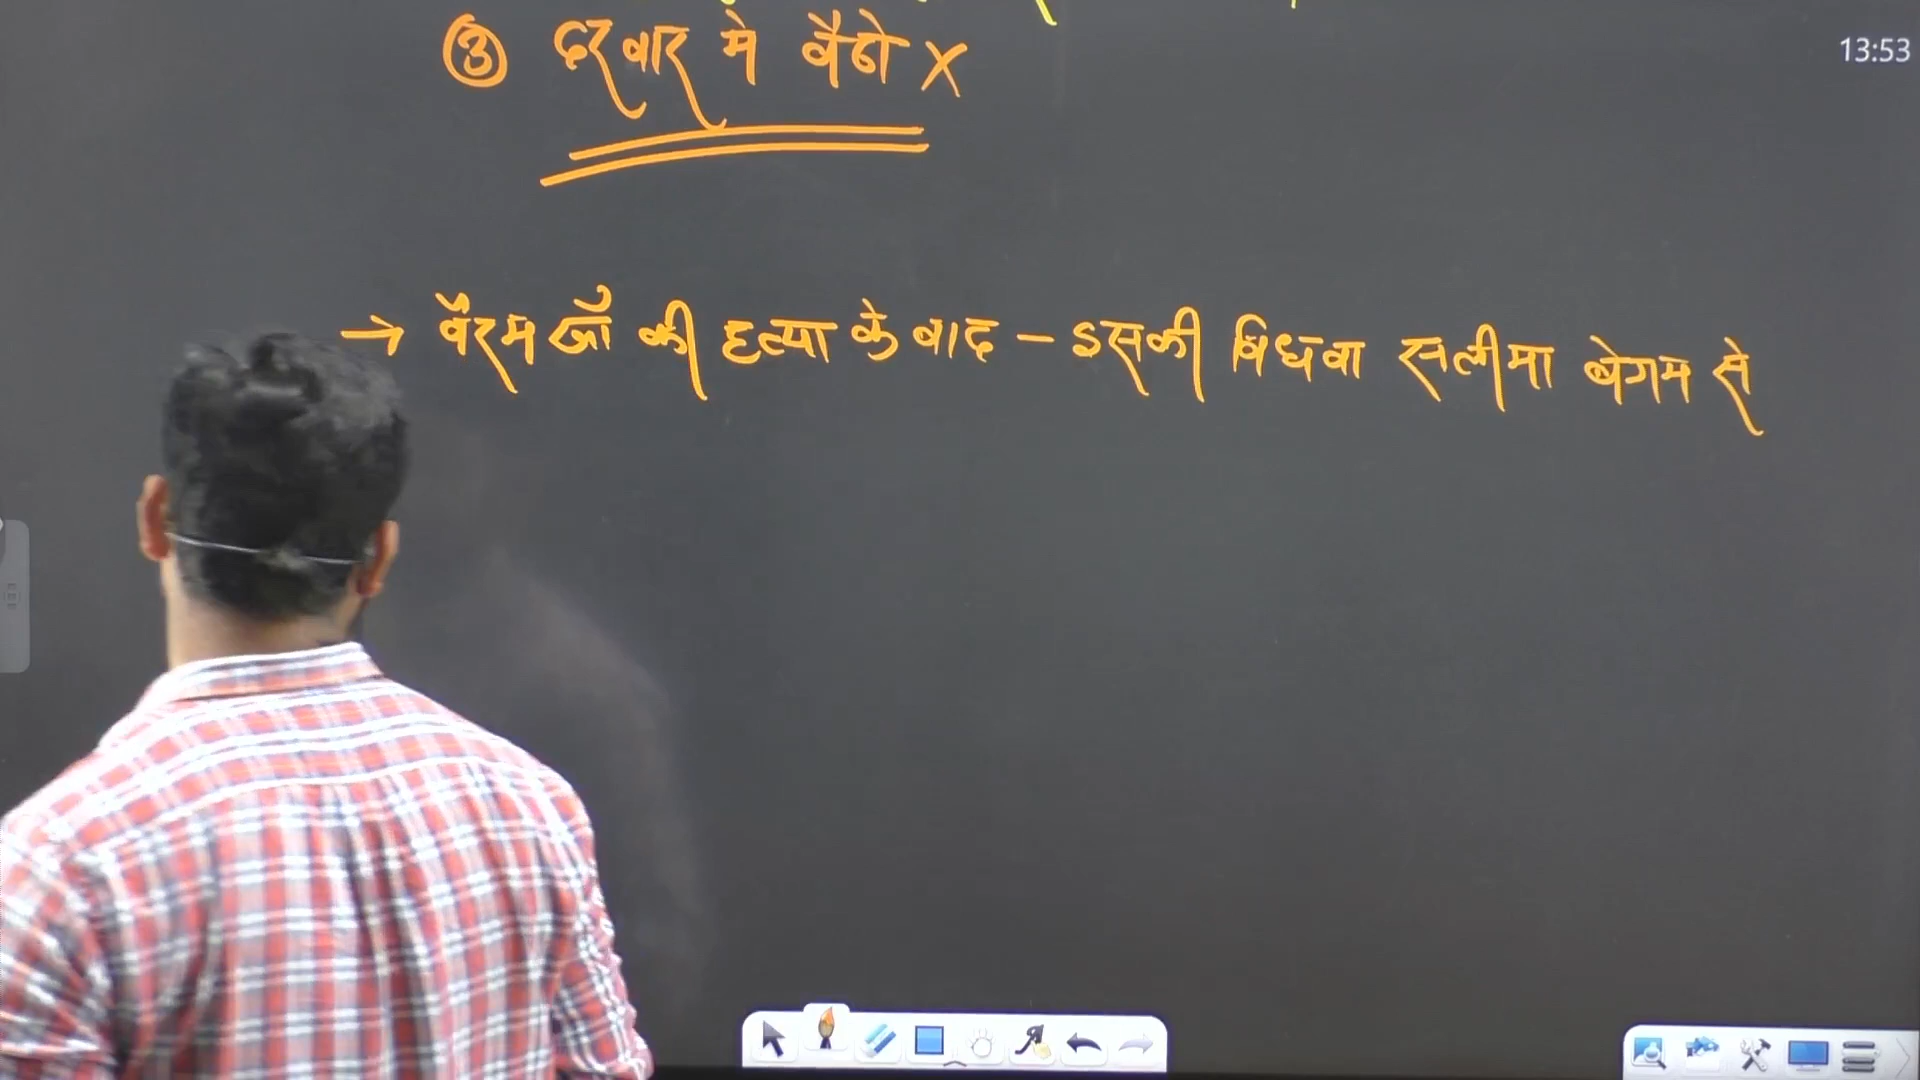 13:53
③ दरबार मे बैठो X
→ बैरम खाँ की हत्या के बाद - इसकी विधवा सलीमा बेगम से